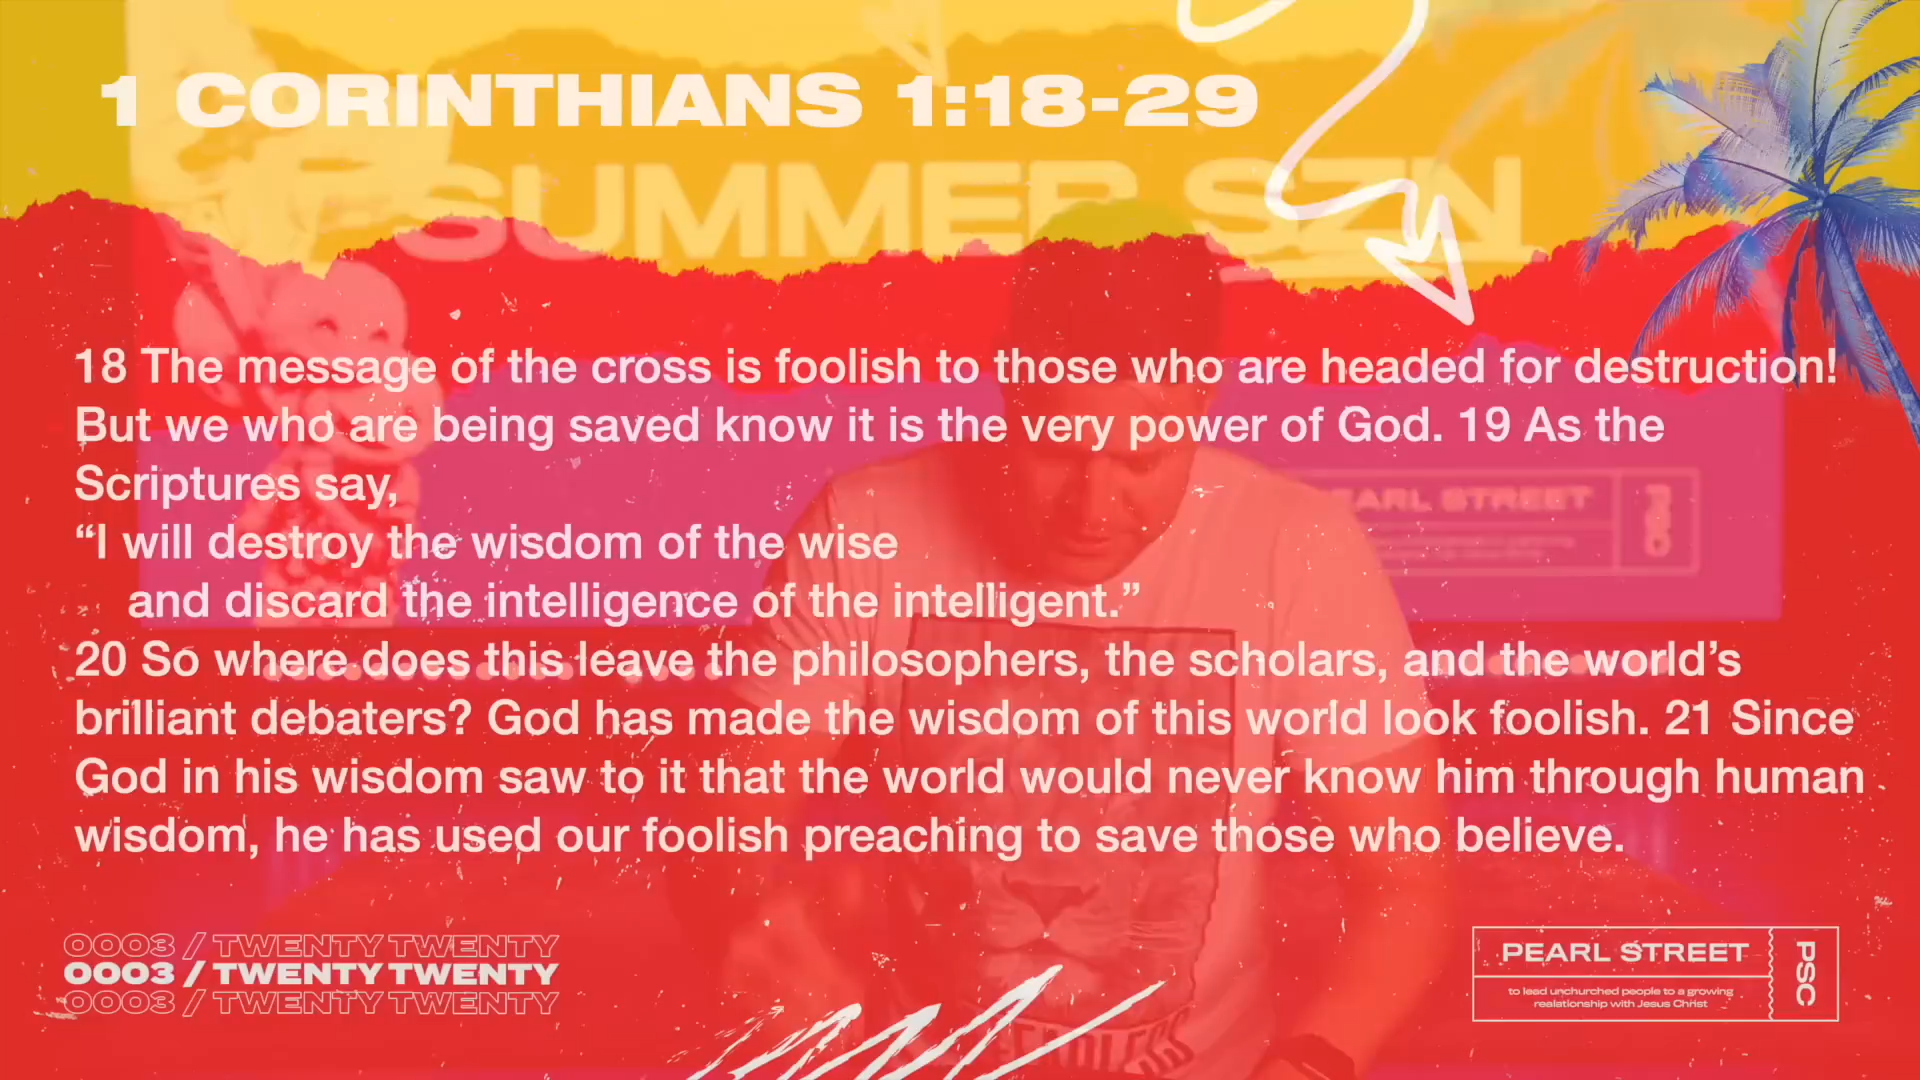 1 CORINTHIANS 1:18-29
SUMMER SZN
18 The message of the cross is foolish to those who are headed for destruction!
But we who are being saved know it is the very power of God. 19 As the
Scriptures say,
“I will destroy the wisdom of the wise
and discard the intelligence of the intelligent.”
20 So where does this leave the philosophers, the scholars, and the world’s
brilliant debaters? God has made the wisdom of this world look foolish. 21 Since
God in his wisdom saw to it that the world would never know him through human
wisdom, he has used our foolish preaching to save those who believe.
PEARL STREET
PSC
0003 / TWENTY TWENTY
0003 / TWENTY TWENTY
0003 / TWENTY TWENTY
PEARL STREET
to lead unchurched people to a growing
realationship with Jesus Christ
PSC